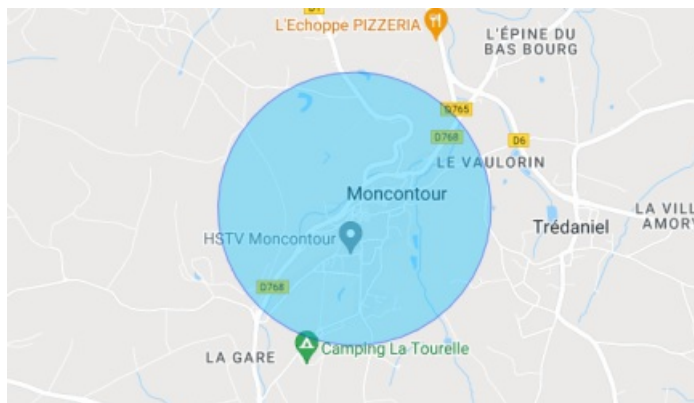 D1
L'Echoppe PIZZERIA
L'ÉPINE DU
BAS BOURG
D765
D768
D6
LE VAULORIN
Moncontour
LA VILL
AMORY
Trédaniel
HSTV Moncontour
D768
Camping La Tourelle
LA GARE